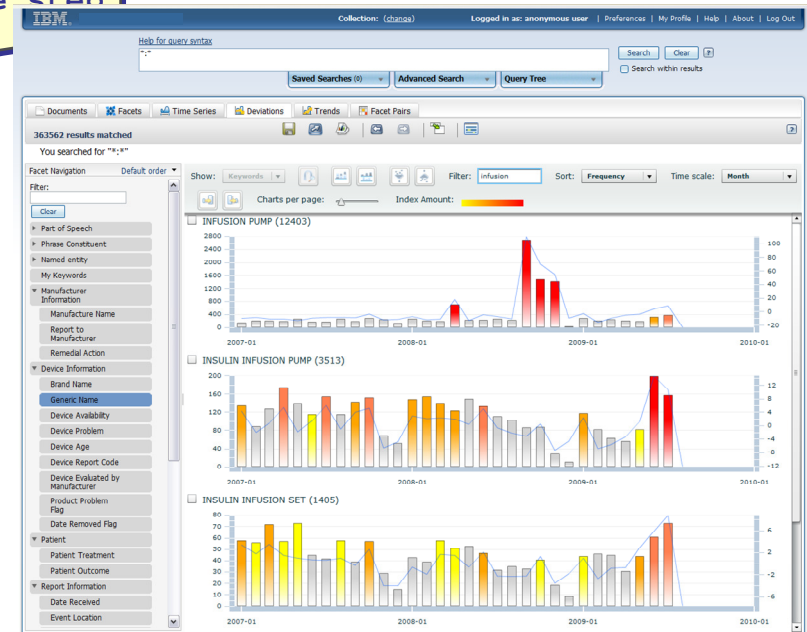 IBM.
Collection: (change) Logged in as: anonymous user | Preferences | My Profile | Help | About | Log Out
Help for query syntax
"*:*"
Search Clear ?
Search within results
Saved Searches (0) Advanced Search Query Tree
Documents Facets Time Series Deviations Trends Facet Pairs
363562 results matched
You searched for "*:*"
Facet Navigation Default order
Show: Keywords Filter: infusion Sort: Frequency Time scale: Month
Filter:
Clear
Charts per page: Index Amount:
Part of Speech
Phrase Constituent
Named entity
My Keywords
Manufacturer Information
Manufacture Name
Report to Manufacturer
Remedial Action
Device Information
Brand Name
Generic Name
Device Availability
Device Problem
Device Age
Device Report Code
Device Evaluated by Manufacturer
Product Problem Flag
Date Removed Flag
Patient
Patient Treatment
Patient Outcome
Report Information
Date Received
Event Location
INFUSION PUMP (12403)
2800
2400
2000
1600
1200
800
400
0
100
80
60
40
20
0
-20
2007-01 2008-01 2009-01 2010-01
INSULIN INFUSION PUMP (3513)
200
160
120
80
40
0
12
8
4
-4
0
-12
2007-01 2008-01 2009-01 2010-01
INSULIN INFUSION SET (1405)
80
70
60
50
40
30
20
10
0
6
2
-2
-6
2007-01 2008-01 2009-01 2010-01